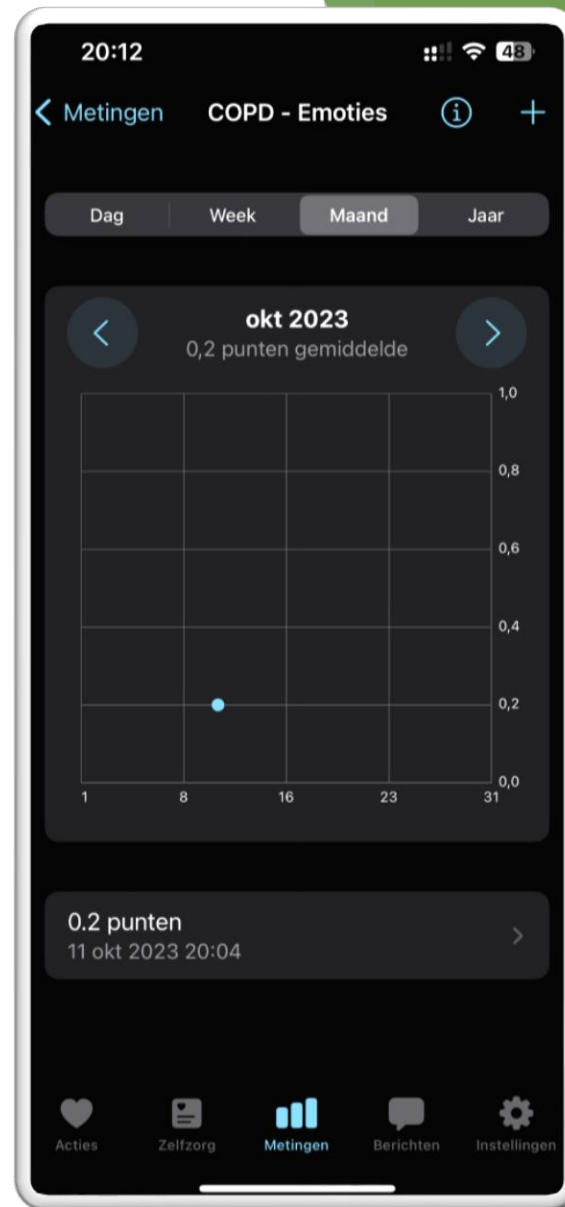 20:12
48
Metingen
COPD - Emoties
Dag
Week
Maand
Jaar
okt 2023
0,2 punten gemiddelde
1,0
0,8
0,6
0,4
0,2
0,0
1
8
16
23
31
0.2 punten
11 okt 2023 20:04
Acties
Zelfzorg
Metingen
Berichten
Instellingen